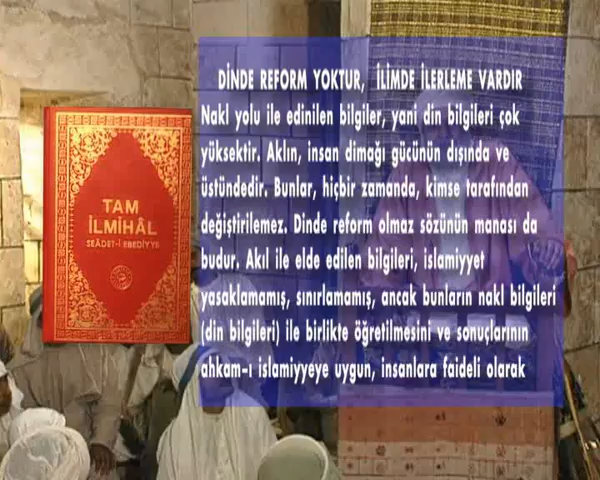 TAM
İLMİHÂL
SEÂDET-İ EBEDİYYE
DİNDE REFORM YOKTUR, İLİMDE İLERLEME VARDIR
Nakl yolu ile edinilen bilgiler, yani din bilgileri çok
yüksektir. Aklın, insan dimağı gücünün dışında ve
üstündedir. Bunlar, hiçbir zamanda, kimse tarafından
değiştirilemez. Dinde reform olmaz sözünün manası da
budur. Akıl ile elde edilen bilgileri, islamiyyet
yasaklamamış, sınırlamamış, ancak bunların nakl bilgileri
(din bilgileri) ile birlikte öğretilmesini ve sonuçlarının
ahkam-ı islamiyyeye uygun, insanlara faideli olarak